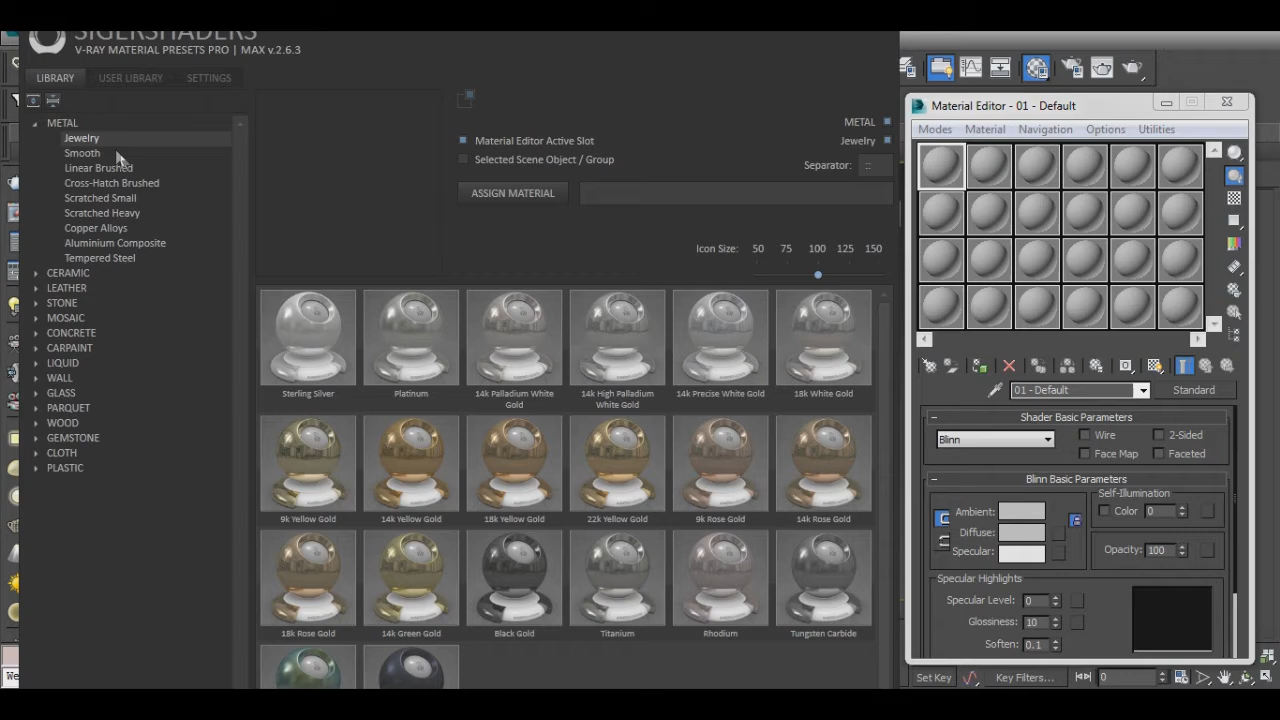 SIGERSHADERS
V-RAY MATERIAL PRESETS PRO | MAX v.2.6.3
LIBRARY
USER LIBRARY
SETTINGS
METAL
Jewelry
Smooth
Linear Brushed
Cross-Hatch Brushed
Scratched Small
Scratched Heavy
Copper Alloys
Aluminium Composite
Tempered Steel
CERAMIC
LEATHER
STONE
MOSAIC
CONCRETE
CARPAINT
LIQUID
WALL
GLASS
PARQUET
WOOD
GEMSTONE
CLOTH
PLASTIC
METAL
Material Editor Active Slot
Jewelry
Selected Scene Object / Group
Separator: ::
ASSIGN MATERIAL
Icon Size: 50 75 100 125 150
Sterling Silver
Platinum
14k Palladium White Gold
14k High Palladium White Gold
14k Precise White Gold
18k White Gold
9k Yellow Gold
14k Yellow Gold
18k Yellow Gold
22k Yellow Gold
9k Rose Gold
14k Rose Gold
18k Rose Gold
14k Green Gold
Black Gold
Titanium
Rhodium
Tungsten Carbide
Material Editor - 01 - Default
Modes Material Navigation Options Utilities
01 - Default
Standard
Shader Basic Parameters
Blinn
Wire
2-Sided
Face Map
Faceted
Blinn Basic Parameters
Self-Illumination
Ambient:
Color 0
Diffuse:
Specular:
Opacity: 100
Specular Highlights
Specular Level: 0
Glossiness: 10
Soften: 0.1
We
Set Key
Key Filters...
0